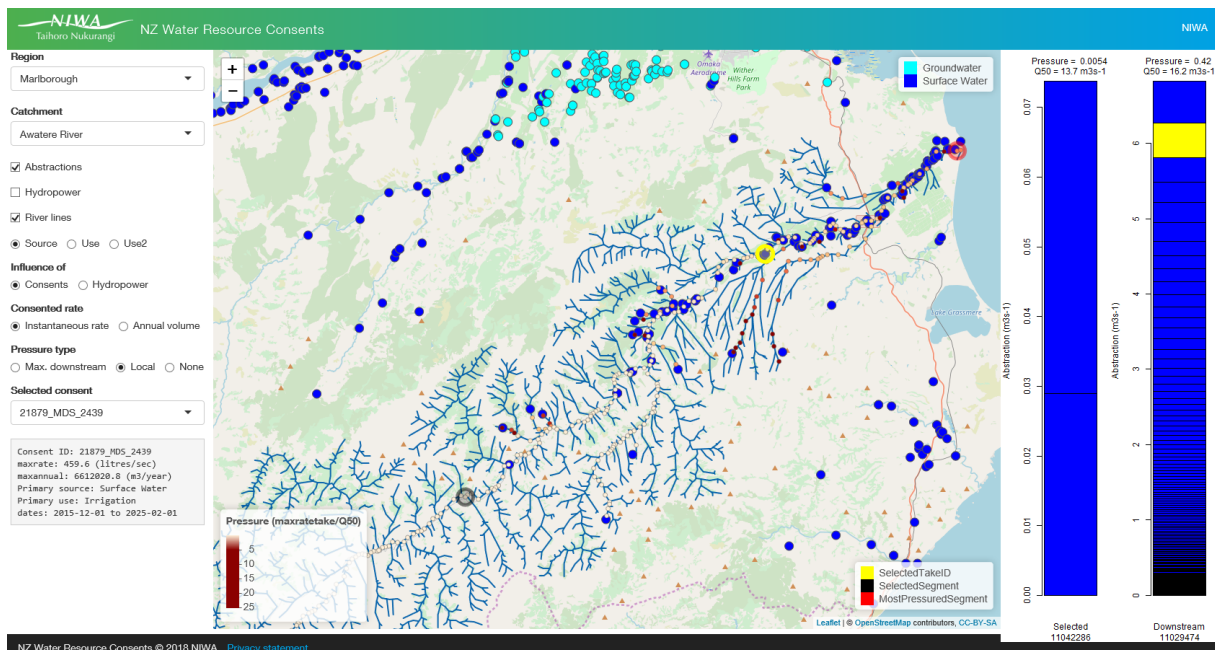 NIWA
Taihoro Nukurangi
NZ Water Resource Consents
NIWA
Region
Marlborough
Catchment
Awatere River
Abstractions
Hydropower
River lines
Source Use Use2
Influence of
Consents Hydropower
Consented rate
Instantaneous rate Annual volume
Pressure type
Max. downstream Local None
Selected consent
21879_MDS_2439
Consent ID: 21879_MDS_2439
maxrate: 459.6 (litres/sec)
maxannual: 6612020.8 (m3/year)
Primary source: Surface Water
Primary use: Irrigation
dates: 2015-12-01 to 2025-02-01
+
−
Omaka
Aerodrome
Wither
Hills Farm
Park
Groundwater
Surface Water
Lake Grassmere
Pressure (maxratetake/Q50)
5
10
15
20
25
SelectedTakeID
SelectedSegment
MostPressuredSegment
Leaflet | © OpenStreetMap contributors, CC-BY-SA
Pressure = 0.0054
Q50 = 13.7 m3s-1
0.07
0.06
0.05
0.04
0.03
0.02
0.01
0.00
Abstraction (m3s-1)
Selected
11042286
Pressure = 0.42
Q50 = 16.2 m3s-1
6
5
4
3
2
1
0
Abstraction (m3s-1)
Downstream
11029474
NZ Water Resource Consents © 2018 NIWA Privacy statement